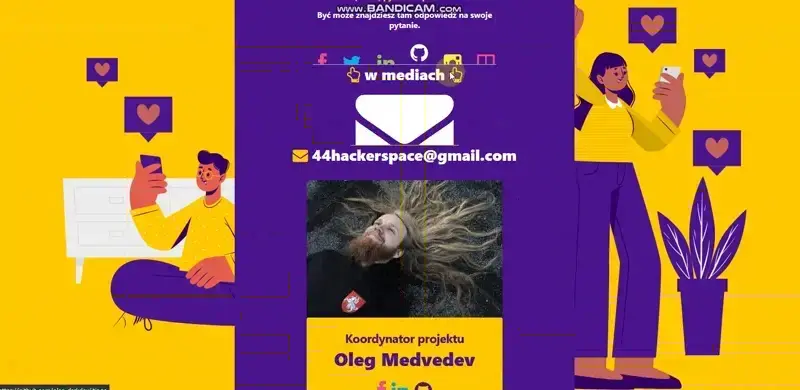 www.BANDICAM.com
Być może znajdziesz tam odpowiedź na swoje
pytanie.
w mediach
44hackerspace@gmail.com
Koordynator projektu
Oleg Medvedev